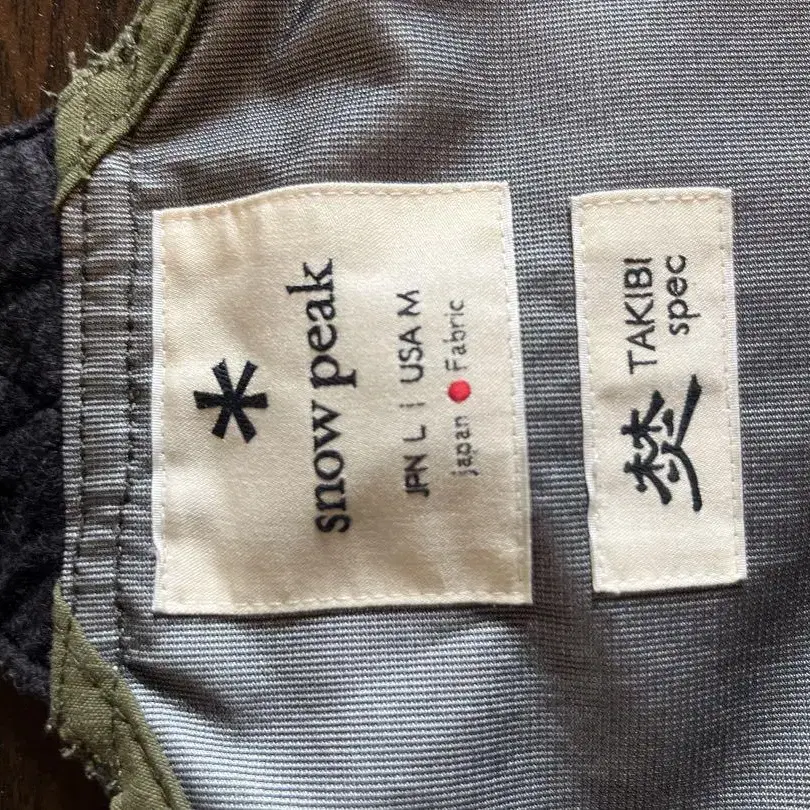 snow peak
JPN L | USA M
japan Fabric
焚 TAKIBI
spec